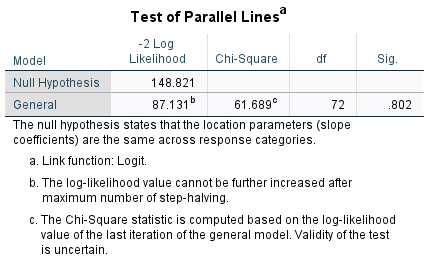 Test of Parallel Linesa
Model -2 Log Likelihood Chi-Square df Sig.
Null Hypothesis 148.821
General 87.131b 61.689c 72 .802
The null hypothesis states that the location parameters (slope
coefficients) are the same across response categories.
a. Link function: Logit.
b. The log-likelihood value cannot be further increased after
maximum number of step-halving.
c. The Chi-Square statistic is computed based on the log-likelihood
value of the last iteration of the general model. Validity of the test
is uncertain.